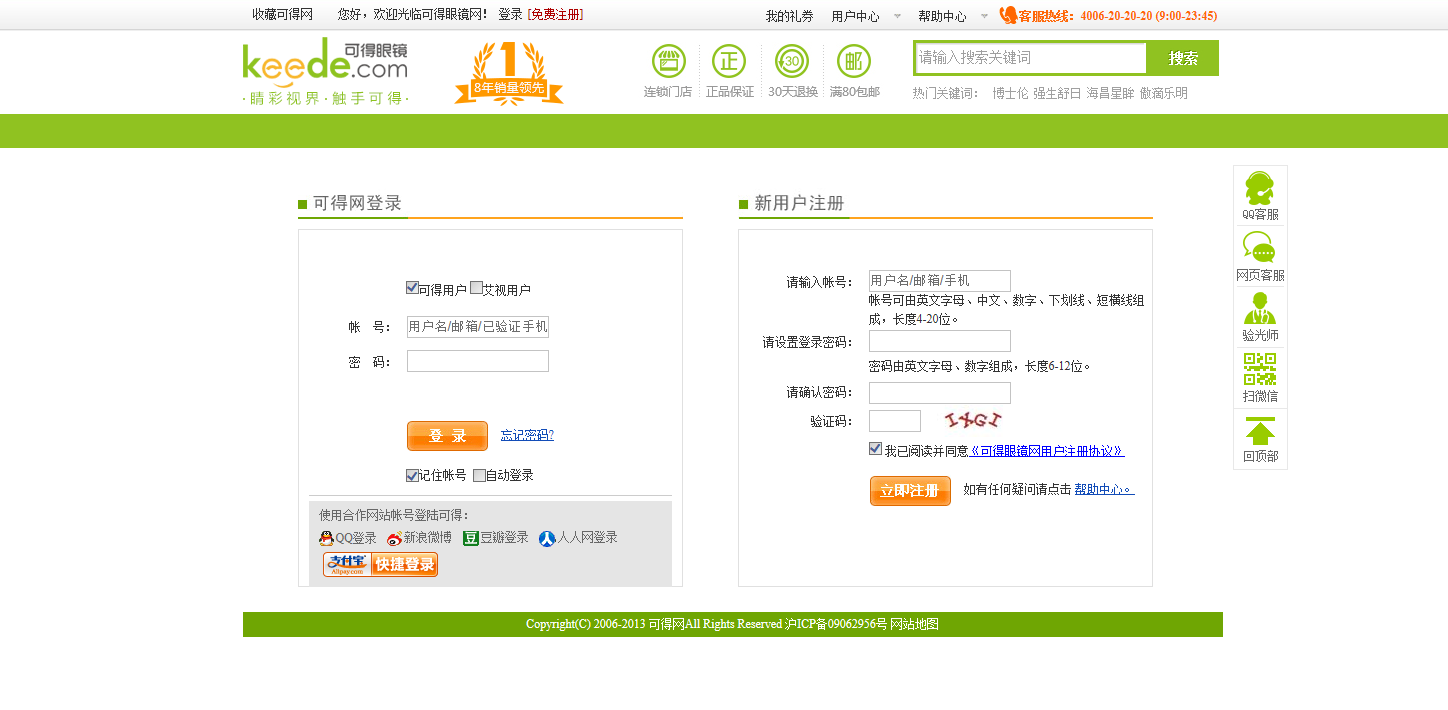 收藏可得网 您好，欢迎光临可得眼镜网！ 登录 [免费注册] 我的礼券 用户中心 帮助中心 客服热线：4006-20-20-20 (9:00-23:45)
keede.com 可得眼镜
·睛彩视界·触手可得·
1
8年销量领先
正 30 邮
连锁门店 正品保证 30天退换 满80包邮
请输入搜索关键词 搜索
热门关键词： 博士伦 强生舒日 海昌星眸 傲滴乐明
可得网登录
可得用户 艾视用户
帐 号： 用户名/邮箱/已验证手机
密 码：
登 录 忘记密码?
记住帐号 自动登录
使用合作网站帐号登陆可得：
QQ登录 新浪微博 豆 豆瓣登录 人人网登录
支付宝 Alipay.com 快捷登录
新用户注册
请输入帐号： 用户名/邮箱/手机
帐号可由英文字母、中文、数字、下划线、短横线组
成，长度4-20位。
请设置登录密码：
密码由英文字母、数字组成，长度6-12位。
请确认密码：
验证码：
我已阅读并同意《可得眼镜网用户注册协议》
立即注册 如有任何疑问请点击 帮助中心。
QQ客服
网页客服
验光师
扫微信
回顶部
Copyright(C) 2006-2013 可得网All Rights Reserved 沪ICP备09062956号 网站地图